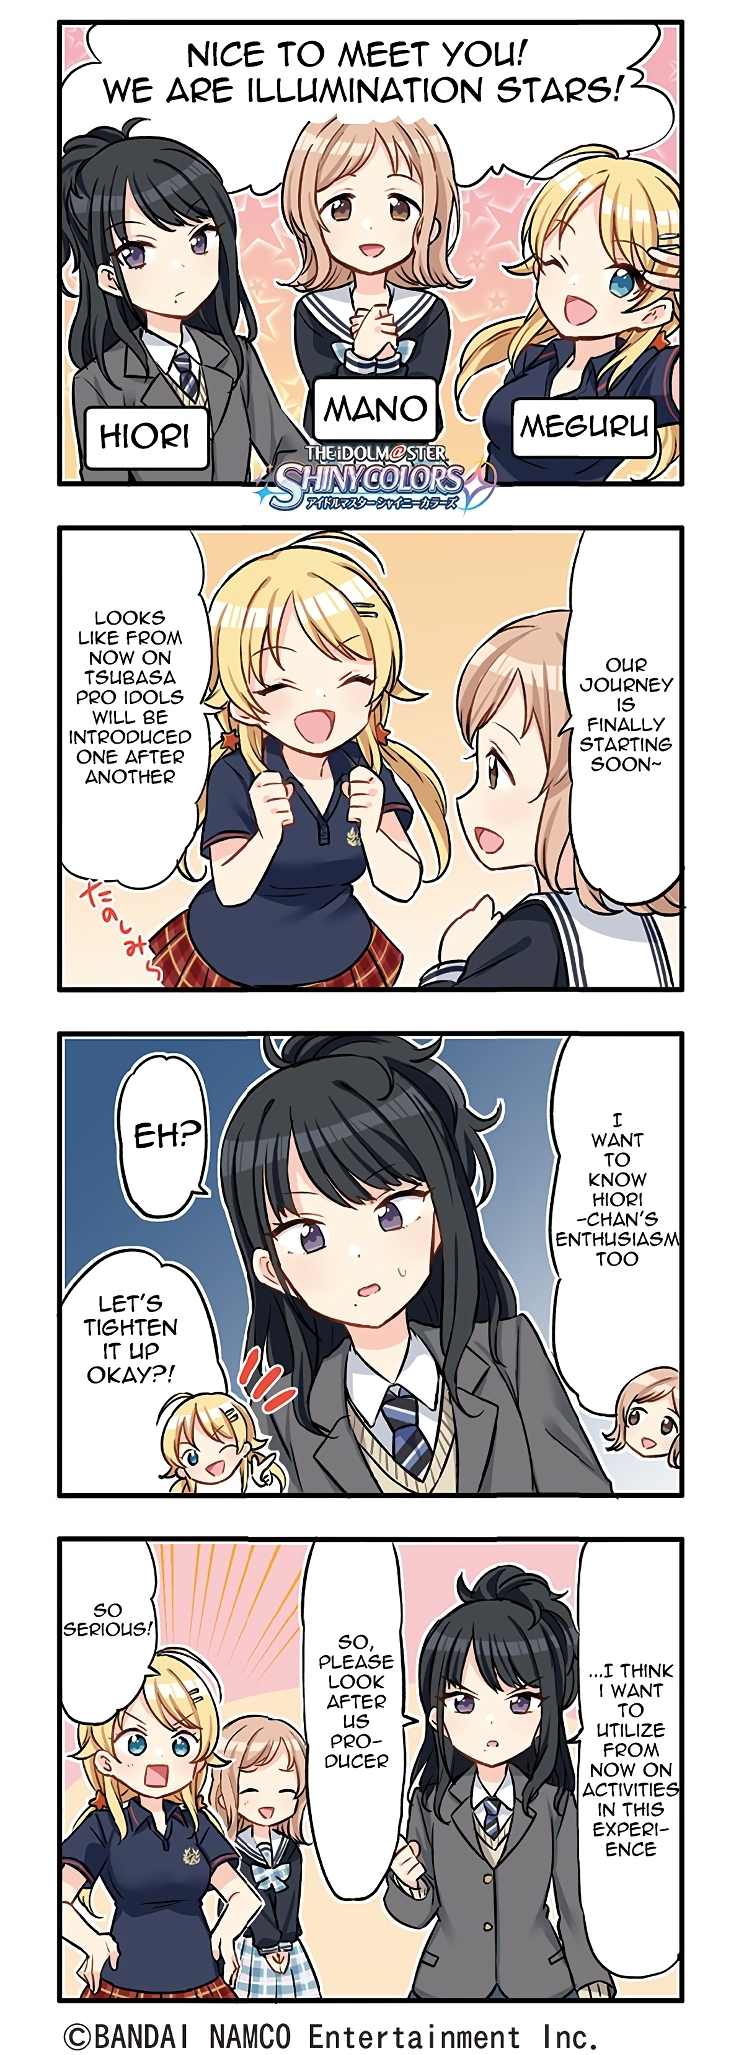 NICE TO MEET YOU!
WE ARE ILLUMINATION STARS!
HIORI
MANO
MEGURU
THE iDOLM@STER
SHINYCOLORS
アイドルマスター シャイニーカラーズ
OUR
JOURNEY
IS
FINALLY
STARTING
SOON~
LOOKS
LIKE FROM
NOW ON
TSUBASA
PRO IDOLS
WILL BE
INTRODUCED
ONE AFTER
ANOTHER
たのしみっ
I
WANT
TO
KNOW
HIORI
-CHAN'S
ENTHUSIASM
TOO
EH?
LET'S
TIGHTEN
IT UP
OKAY?!
...I THINK
I WANT
TO
UTILIZE
FROM
NOW ON
ACTIVITIES
IN THIS
EXPERI-
ENCE
SO,
PLEASE
LOOK
AFTER
US
PRO-
DUCER
SO
SERIOUS!
©BANDAI NAMCO Entertainment Inc.